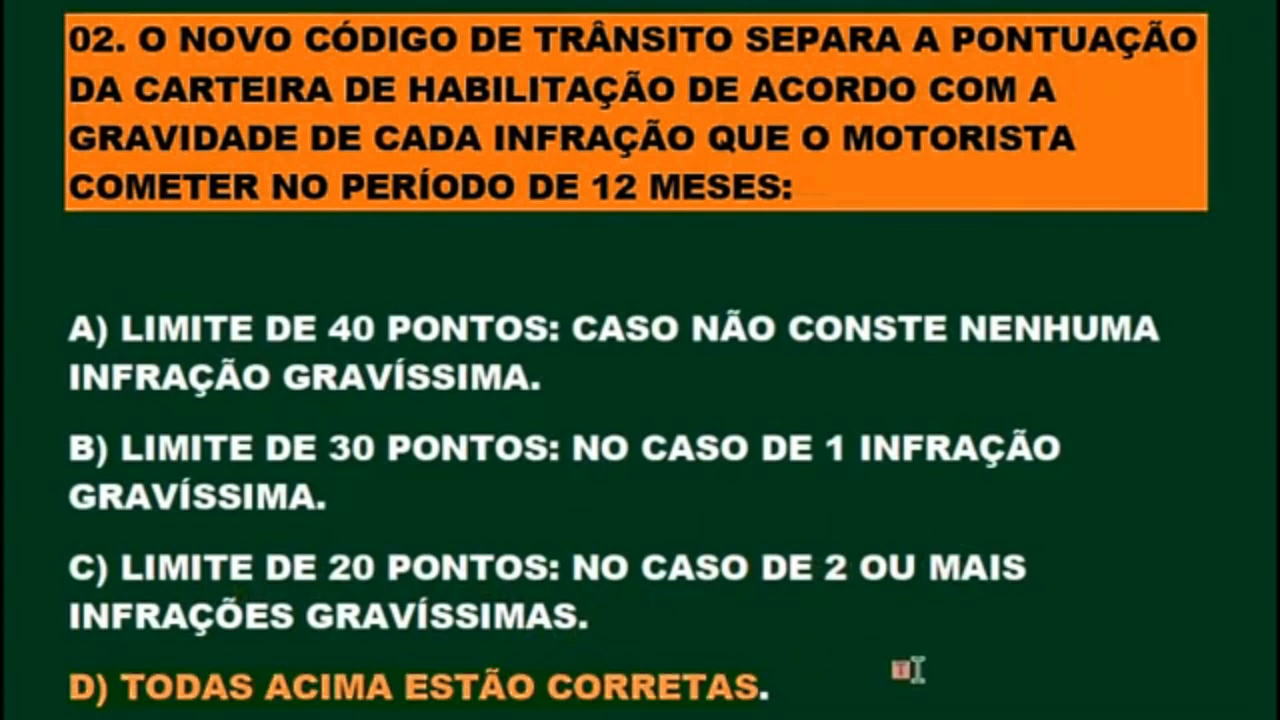 02. O NOVO CÓDIGO DE TRÂNSITO SEPARA A PONTUAÇÃO
DA CARTEIRA DE HABILITAÇÃO DE ACORDO COM A
GRAVIDADE DE CADA INFRAÇÃO QUE O MOTORISTA
COMETER NO PERÍODO DE 12 MESES:
A) LIMITE DE 40 PONTOS: CASO NÃO CONSTE NENHUMA
INFRAÇÃO GRAVÍSSIMA.
B) LIMITE DE 30 PONTOS: NO CASO DE 1 INFRAÇÃO
GRAVÍSSIMA.
C) LIMITE DE 20 PONTOS: NO CASO DE 2 OU MAIS
INFRAÇÕES GRAVÍSSIMAS.
D) TODAS ACIMA ESTÃO CORRETAS.